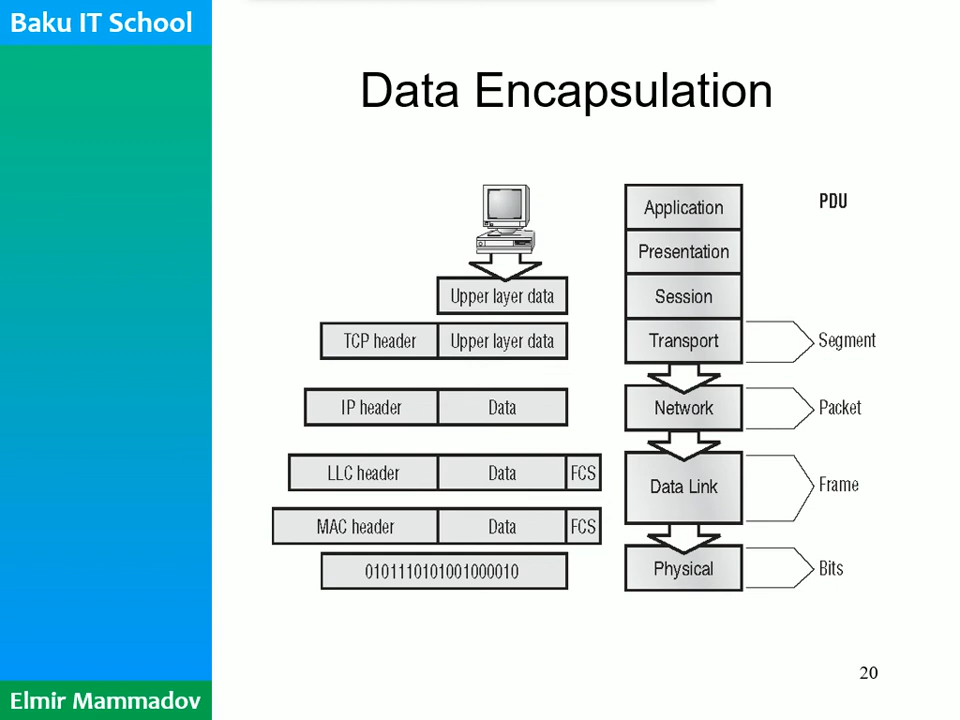 Baku IT School
Data Encapsulation
Application
PDU
Presentation
Upper layer data
Session
TCP header Upper layer data
Transport
Segment
IP header Data
Network
Packet
LLC header Data FCS
Data Link
Frame
MAC header Data FCS
0101110101001000010
Physical
Bits
20
Elmir Mammadov